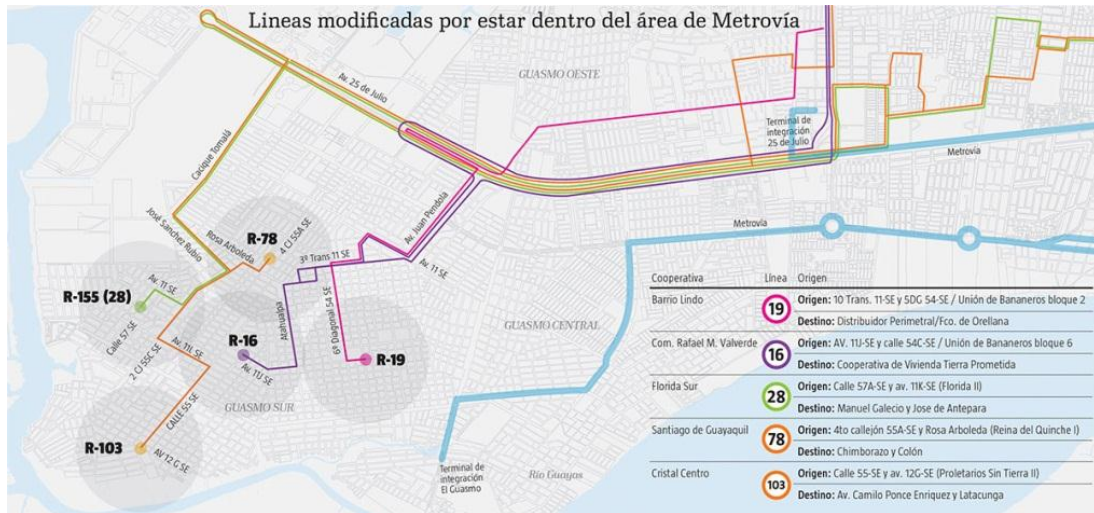 Lineas modificadas por estar dentro del área de Metrovía
GUASMO OESTE
Av. 25 de Julio
Terminal de
integración
25 de Julio
Metrovía
Cacique Tomalá
Av. Juan Pendola
José Sanchez Rubio
Rosa Arboleda
R-78
4 CJ 55A SE
3º Trans 11 SE
Av. 11 SE
Metrovía
Av. 11 SE
R-155 (28)
Calle 57 SE
2 CJ 55C SE
Av. 11L SE
Atahualpa
6º Diagonal 54 SE
R-16
Av. 11U SE
R-19
GUASMO CENTRAL
GUASMO SUR
CALLE 55 SE
R-103
AV 12 G SE
Terminal de
integración
El Guasmo
Río Guayas
Cooperativa Línea Origen
Barrio Lindo 19 Origen: 10 Trans. 11-SE y 5DG 54-SE / Unión de Bananeros bloque 2
Destino: Distribuidor Perimetral/Fco. de Orellana
Com. Rafael M. Valverde 16 Origen: AV. 11U-SE y calle 54C-SE / Unión de Bananeros bloque 6
Destino: Cooperativa de Vivienda Tierra Prometida
Florida Sur 28 Origen: Calle 57A-SE y av. 11K-SE (Florida II)
Destino: Manuel Galecio y Jose de Antepara
Santiago de Guayaquil 78 Origen: 4to callejón 55A-SE y Rosa Arboleda (Reina del Quinche I)
Destino: Chimborazo y Colón
Cristal Centro 103 Origen: Calle 55-SE y av. 12G-SE (Proletarios Sin Tierra II)
Destino: Av. Camilo Ponce Enriquez y Latacunga